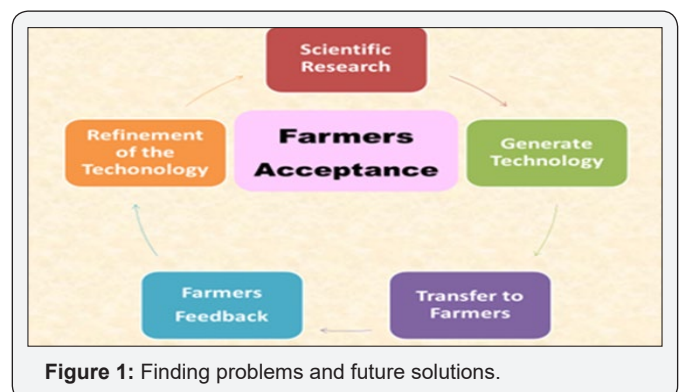 Scientific
Research
Refinement
of the
Techonology
Farmers
Acceptance
Generate
Technology
Farmers
Feedback
Transfer to
Farmers
Figure 1: Finding problems and future solutions.